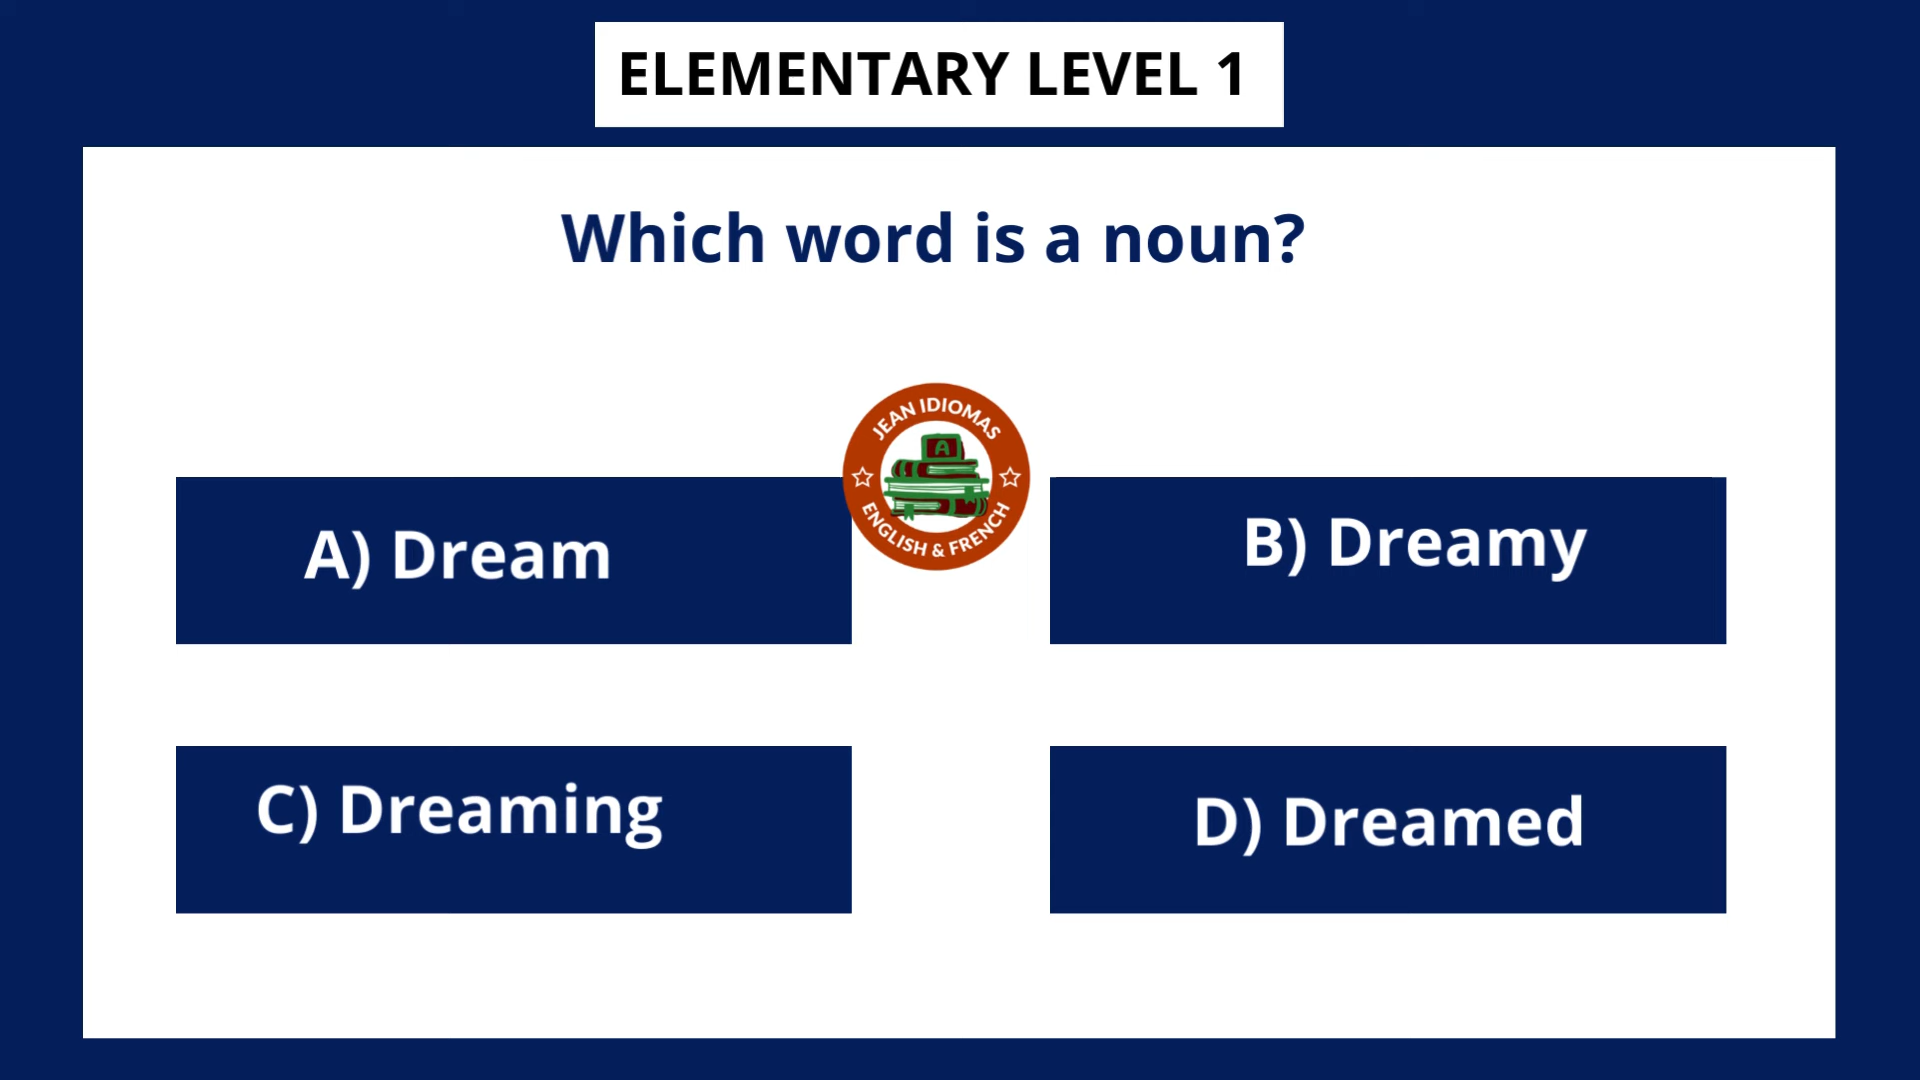 ELEMENTARY LEVEL 1
Which word is a noun?
JEAN IDIOMAS
A
ENGLISH & FRENCH
A) Dream
B) Dreamy
C) Dreaming
D) Dreamed